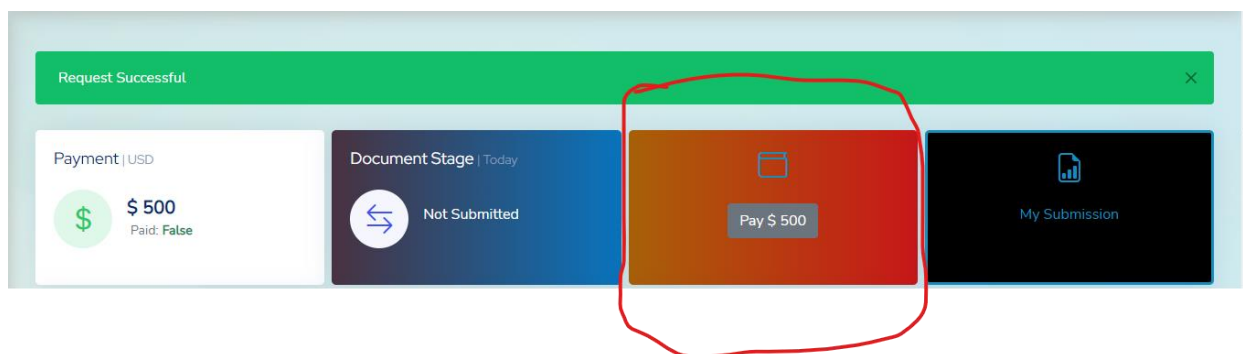 Request Successful
Payment | USD
$ 500
Paid: False
Document Stage | Today
Not Submitted
Pay $ 500
My Submission